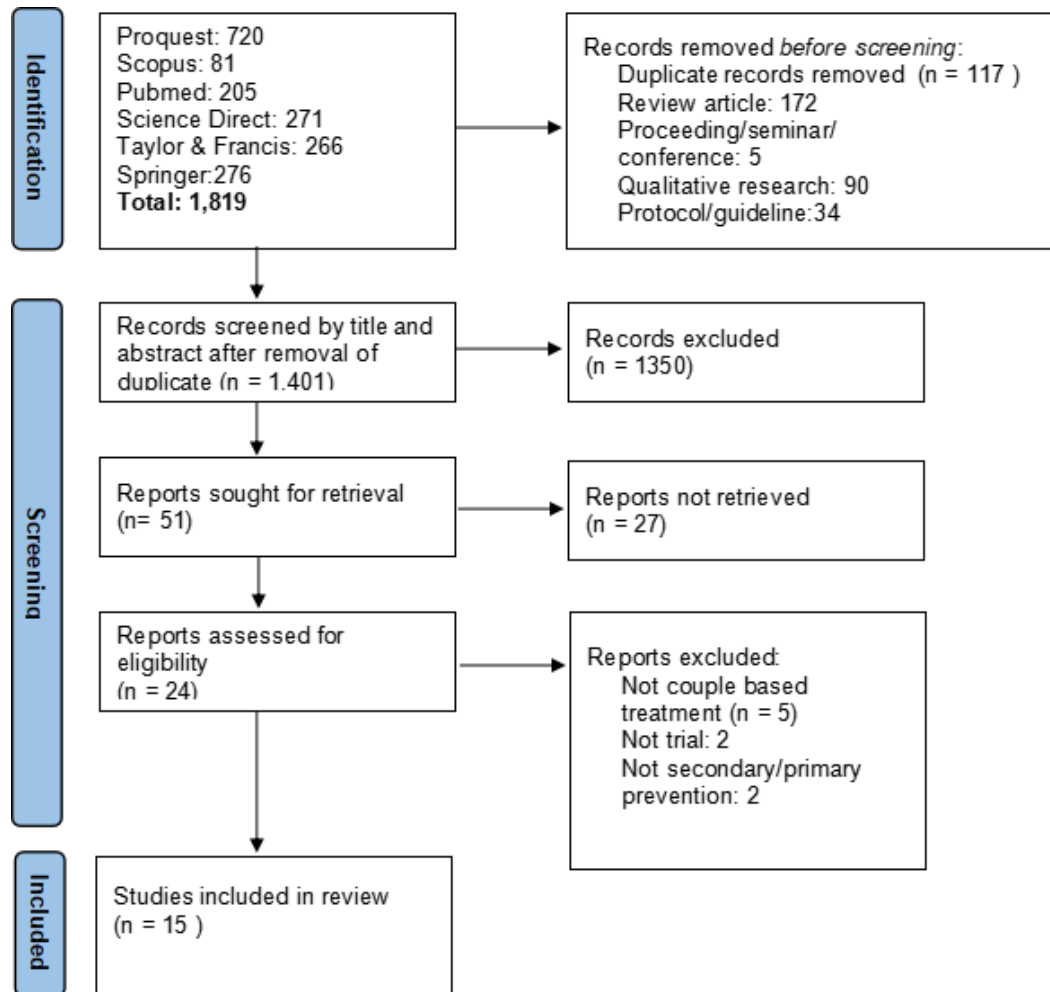 Identification
Proquest: 720
Scopus: 81
Pubmed: 205
Science Direct: 271
Taylor & Francis: 266
Springer:276
Total: 1,819
Records removed before screening:
Duplicate records removed (n = 117 )
Review article: 172
Proceeding/seminar/
conference: 5
Qualitative research: 90
Protocol/guideline:34
Screening
Records screened by title and
abstract after removal of
duplicate (n = 1.401)
Records excluded
(n = 1350)
Reports sought for retrieval
(n= 51)
Reports not retrieved
(n = 27)
Reports assessed for
eligibility
(n = 24)
Reports excluded:
Not couple based
treatment (n = 5)
Not trial: 2
Not secondary/primary
prevention: 2
Included
Studies included in review
(n = 15 )